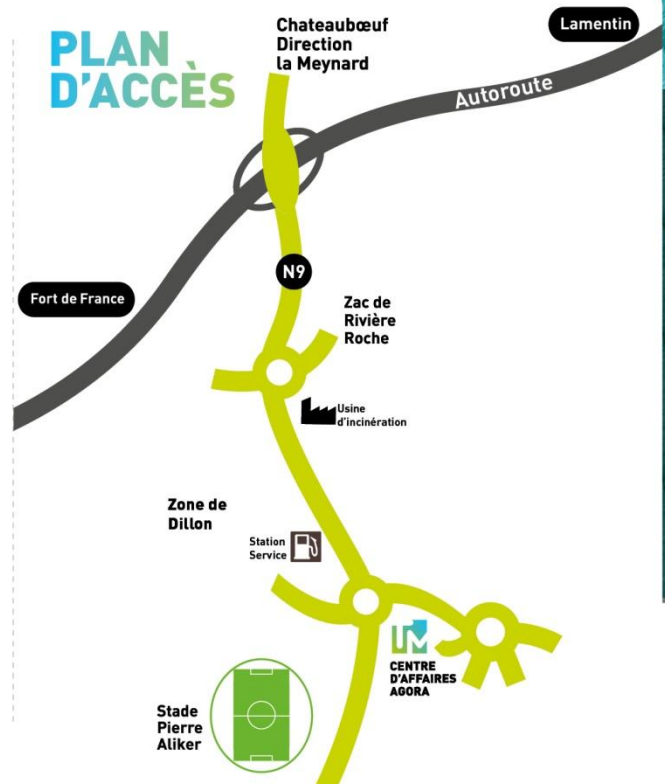 PLAN
D'ACCÈS
Chateaubœuf
Direction
la Meynard
Lamentin
Autoroute
N9
Fort de France
Zac de
Rivière
Roche
Usine
d'incinération
Zone de
Dillon
Station
Service
UM
CENTRE
D'AFFAIRES
AGORA
Stade
Pierre
Aliker